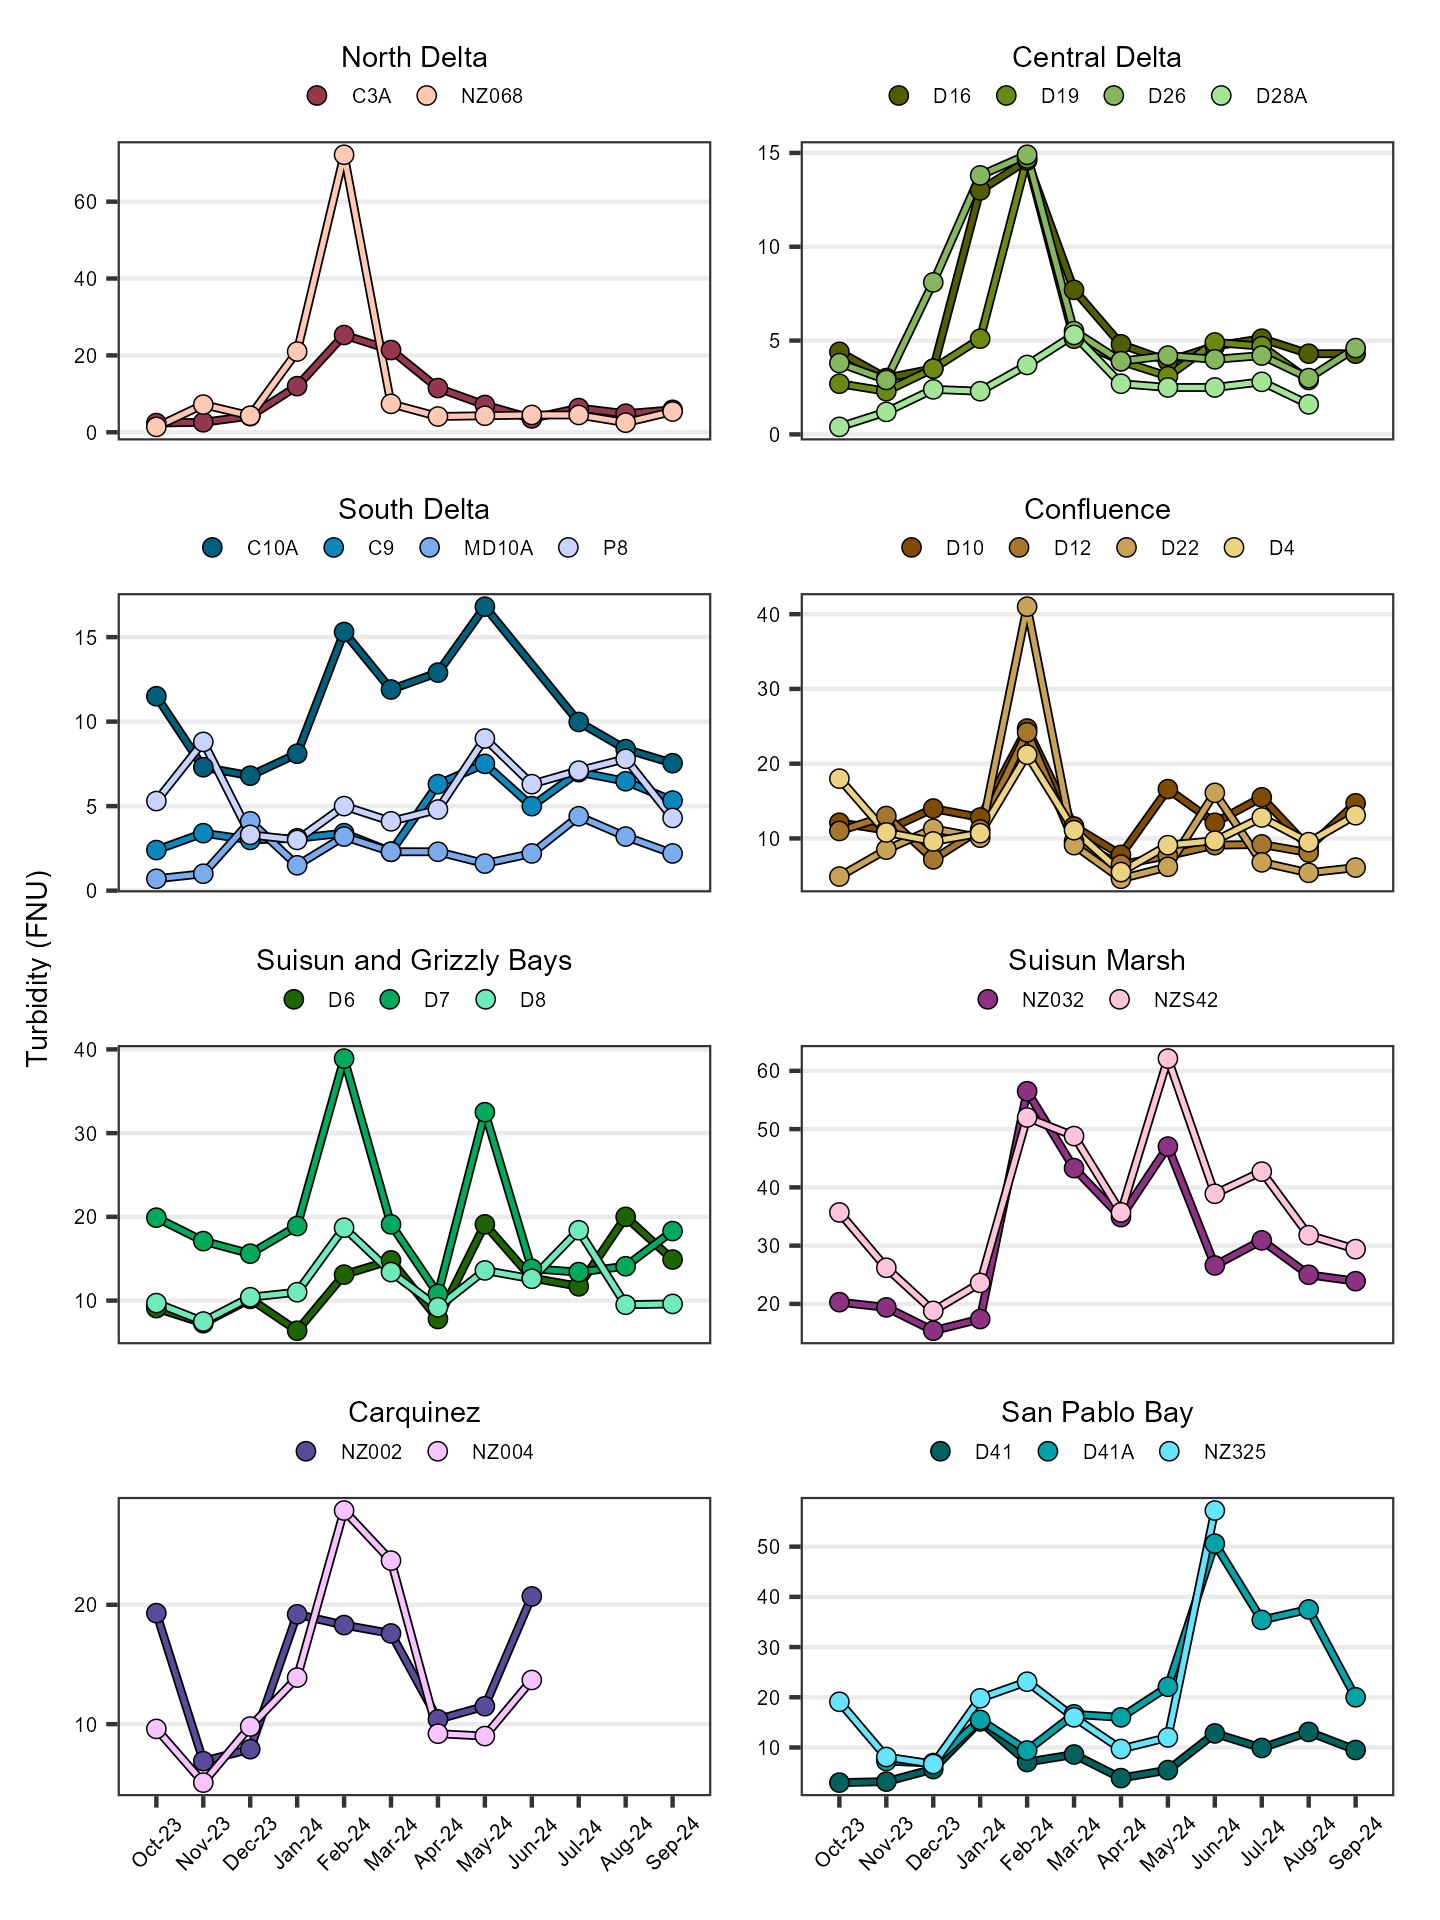 North Delta
C3A NZ068
60
40
20
0
Central Delta
D16 D19 D26 D28A
15
10
5
0
South Delta
C10A C9 MD10A P8
15
10
5
0
Confluence
D10 D12 D22 D4
40
30
20
10
Turbidity (FNU)
Suisun and Grizzly Bays
D6 D7 D8
40
30
20
10
Suisun Marsh
NZ032 NZS42
60
50
40
30
20
Carquinez
NZ002 NZ004
20
10
Oct-23 Nov-23 Dec-23 Jan-24 Feb-24 Mar-24 Apr-24 May-24 Jun-24 Jul-24 Aug-24 Sep-24
San Pablo Bay
D41 D41A NZ325
50
40
30
20
10
Oct-23 Nov-23 Dec-23 Jan-24 Feb-24 Mar-24 Apr-24 May-24 Jun-24 Jul-24 Aug-24 Sep-24